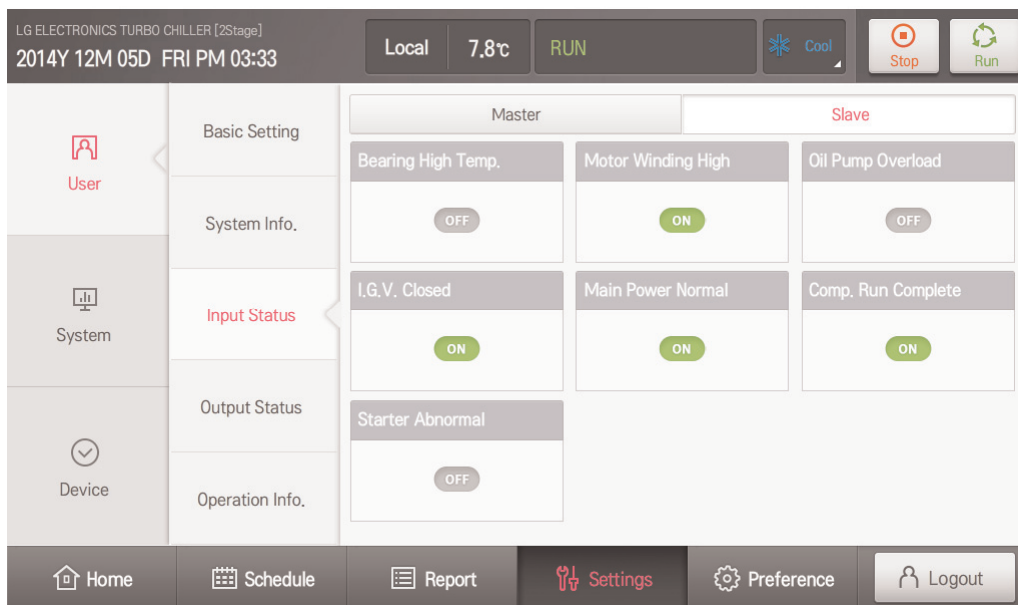 LG ELECTRONICS TURBO CHILLER [2Stage]
2014Y 12M 05D FRI PM 03:33
Local 7.8℃ RUN Cool
Stop Run
User
System
Device
Basic Setting
System Info.
Input Status
Output Status
Operation Info.
Master Slave
Bearing High Temp. Motor Winding High Oil Pump Overload
OFF ON OFF
I.G.V. Closed Main Power Normal Comp. Run Complete
ON ON ON
Starter Abnormal
OFF
Home Schedule Report Settings Preference Logout